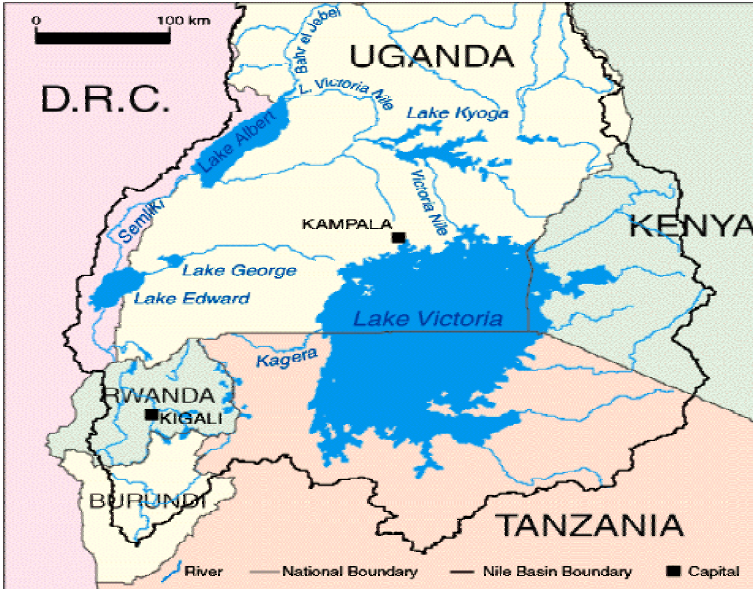 0 100 km
Bahr el Jebel
UGANDA
D.R.C.
L. Victoria Nile
Lake Kyoga
Lake Albert
Victoria Nile
Semliki
KAMPALA
KENYA
Lake George
Lake Edward
Lake Victoria
Kagera
RWANDA
KIGALI
BURUNDI
TANZANIA
River National Boundary Nile Basin Boundary Capital